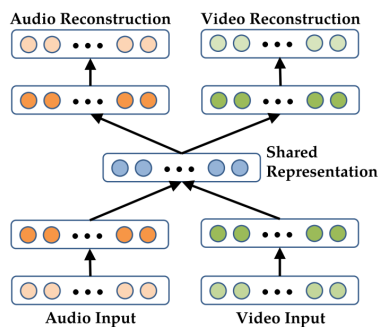 Audio Reconstruction
Video Reconstruction
Shared
Representation
Audio Input
Video Input